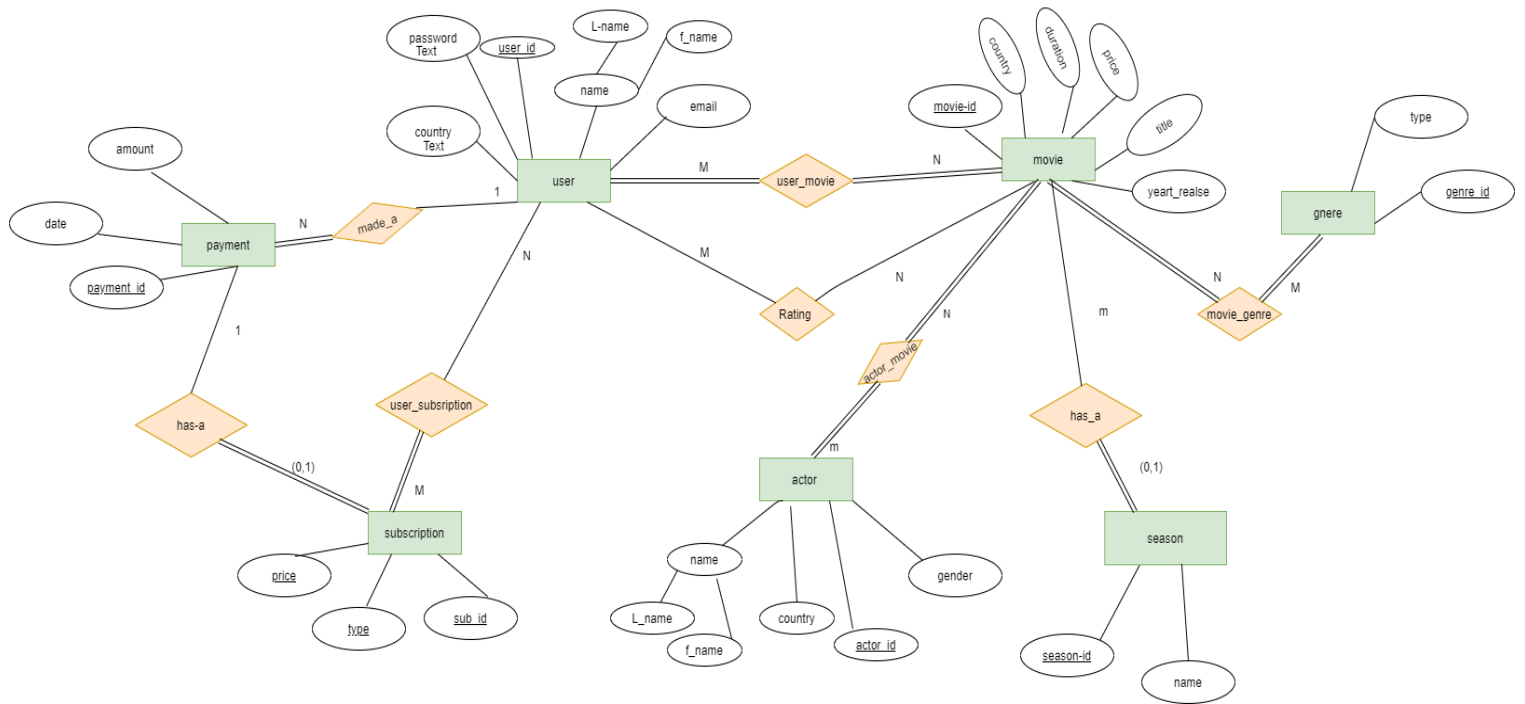 L-name
f_name
password
Text
user_id
name
email
country
Text
country
duration
price
title
movie-id
movie
yeart_realse
type
genre_id
gnere
amount
date
payment
payment_id
N
made_a
1
user
M
user_movie
N
N
M
Rating
N
N
m
N
M
movie_genre
1
has-a
(0,1)
user_subsription
M
actor_movie
m
has_a
(0,1)
subscription
price
type
sub_id
actor
name
L_name
f_name
country
actor_id
gender
season
season-id
name